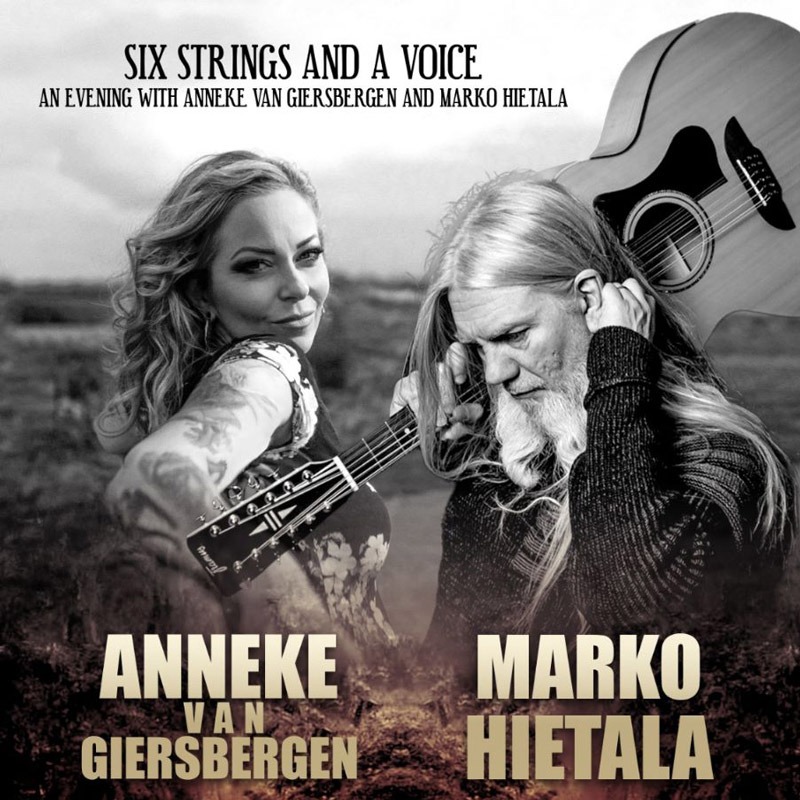 SIX STRINGS AND A VOICE
AN EVENING WITH ANNEKE VAN GIERSBERGEN AND MARKO HIETALA
ANNEKE
VAN
GIERSBERGEN
MARKO
HIETALA